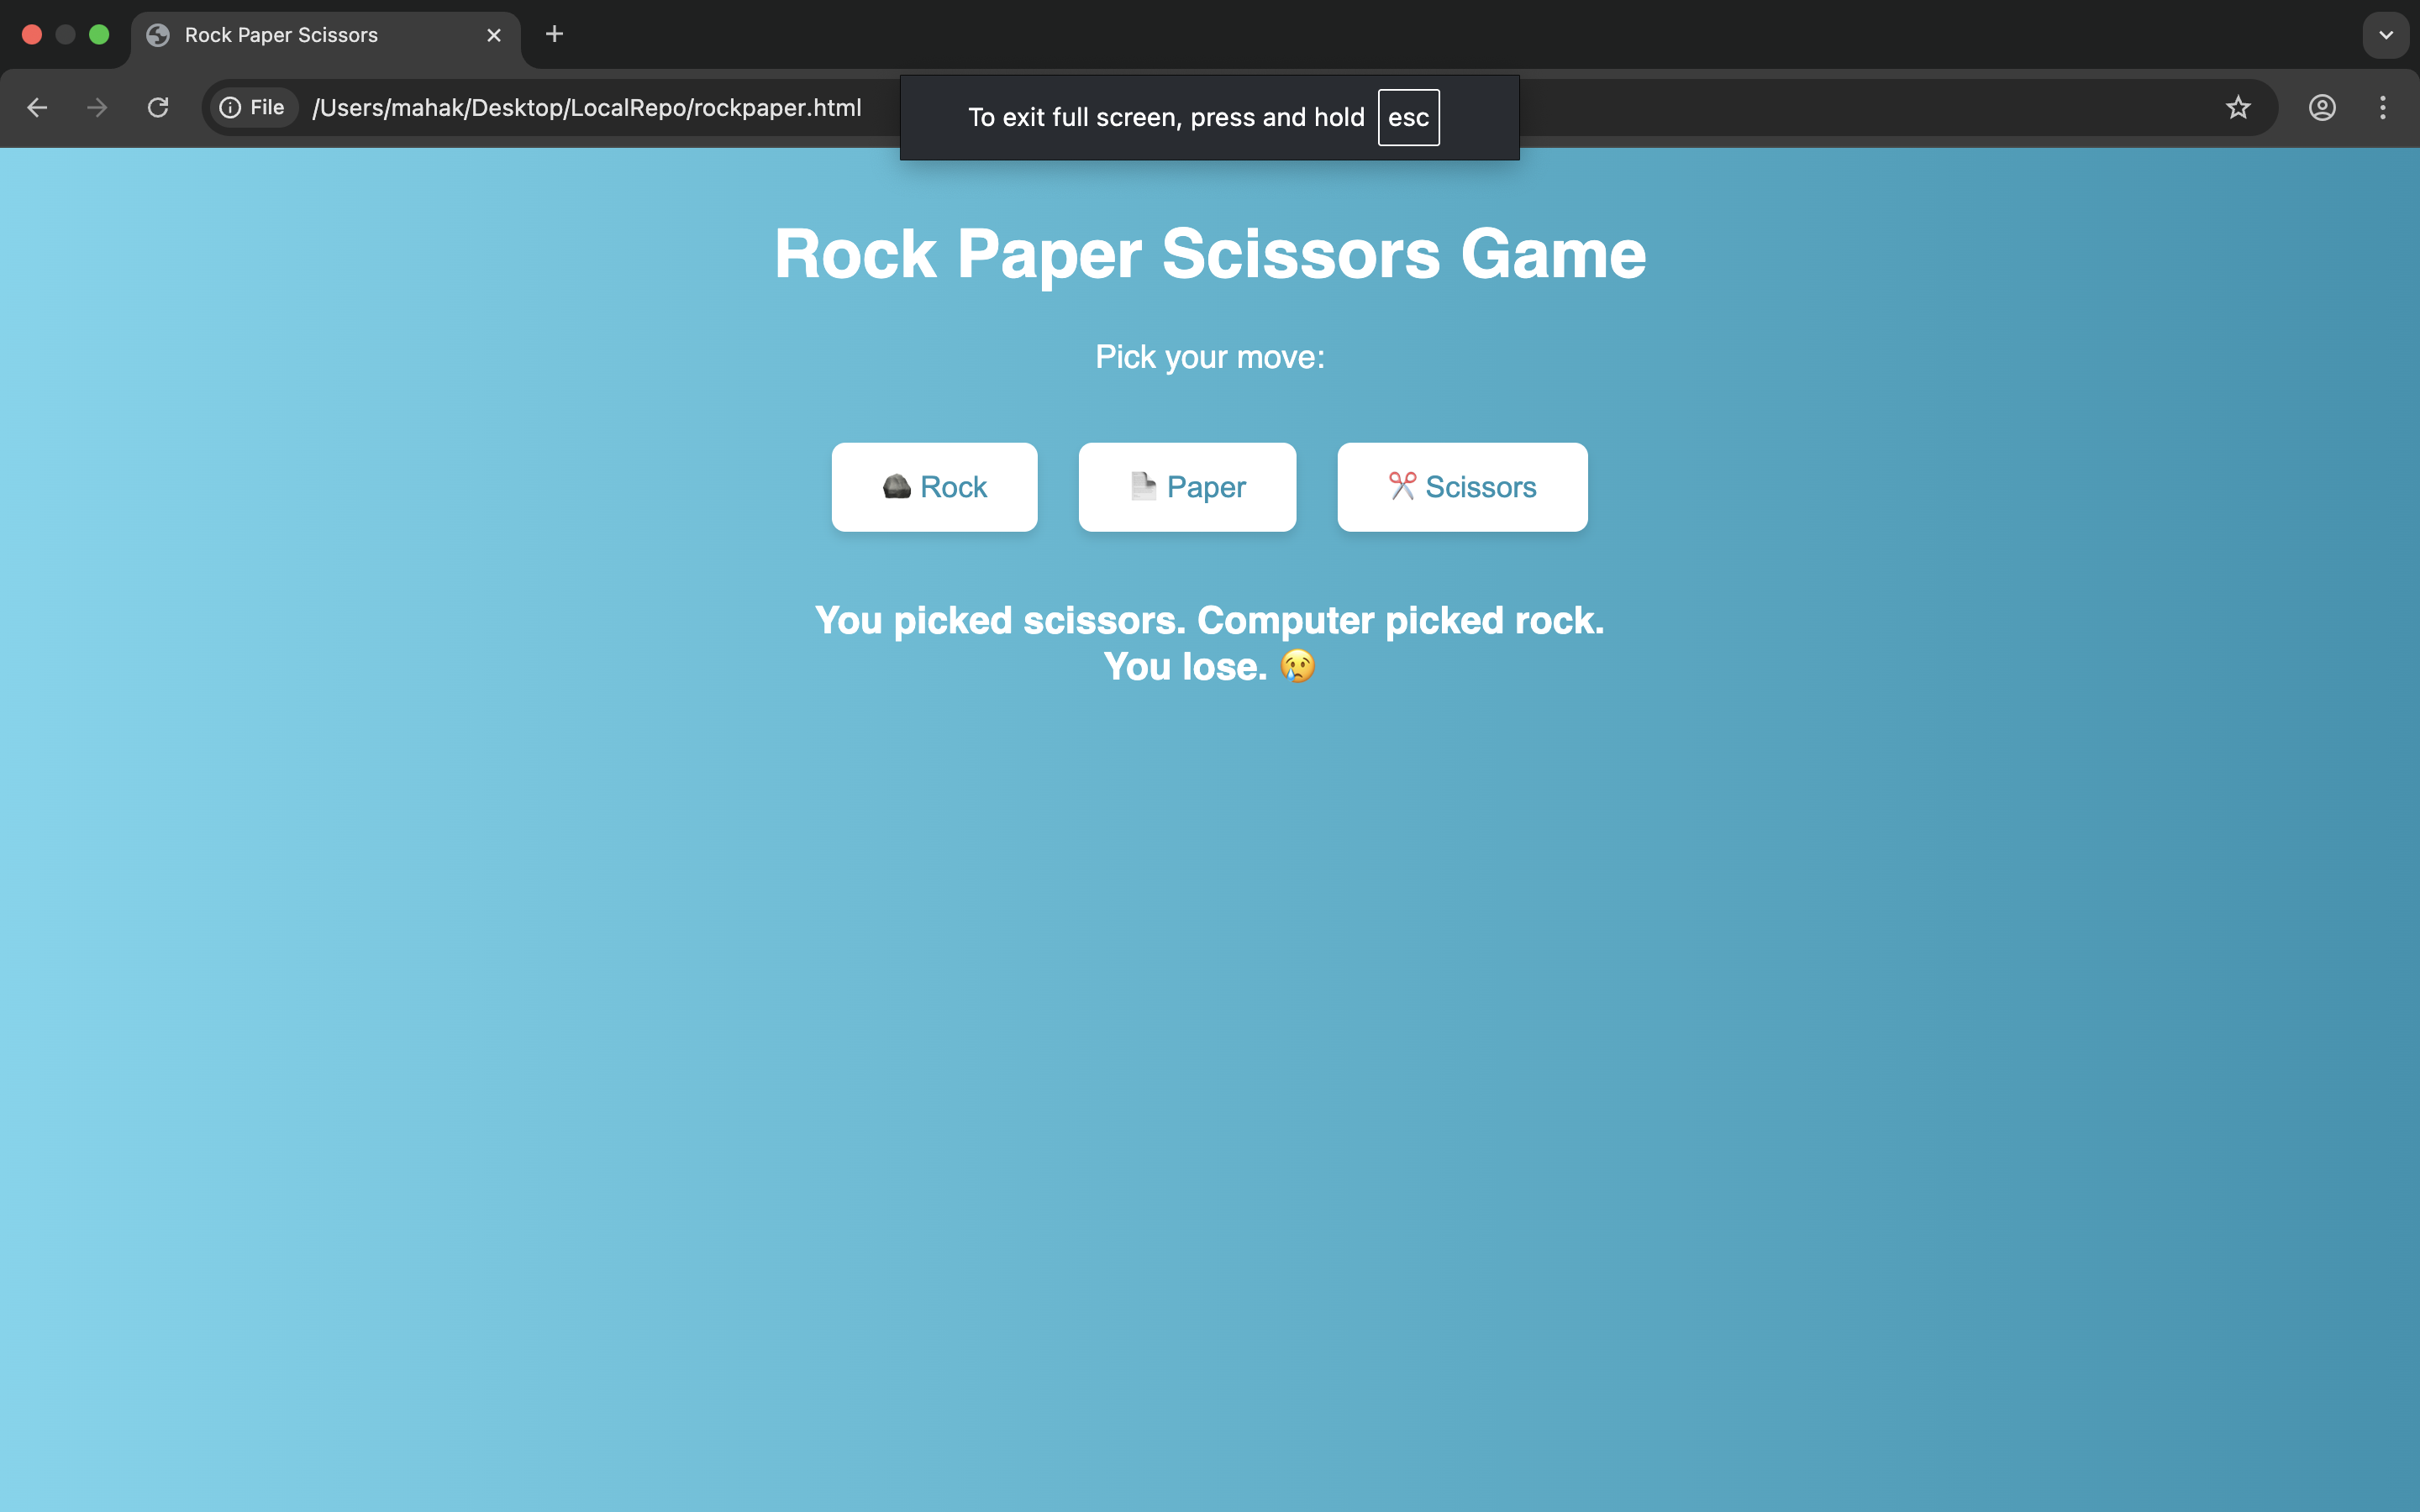 Rock Paper Scissors
File /Users/mahak/Desktop/LocalRepo/rockpaper.html
To exit full screen, press and hold esc
Rock Paper Scissors Game
Pick your move:
🪨 Rock 📄 Paper ✂️ Scissors
You picked scissors. Computer picked rock.
You lose. 😢